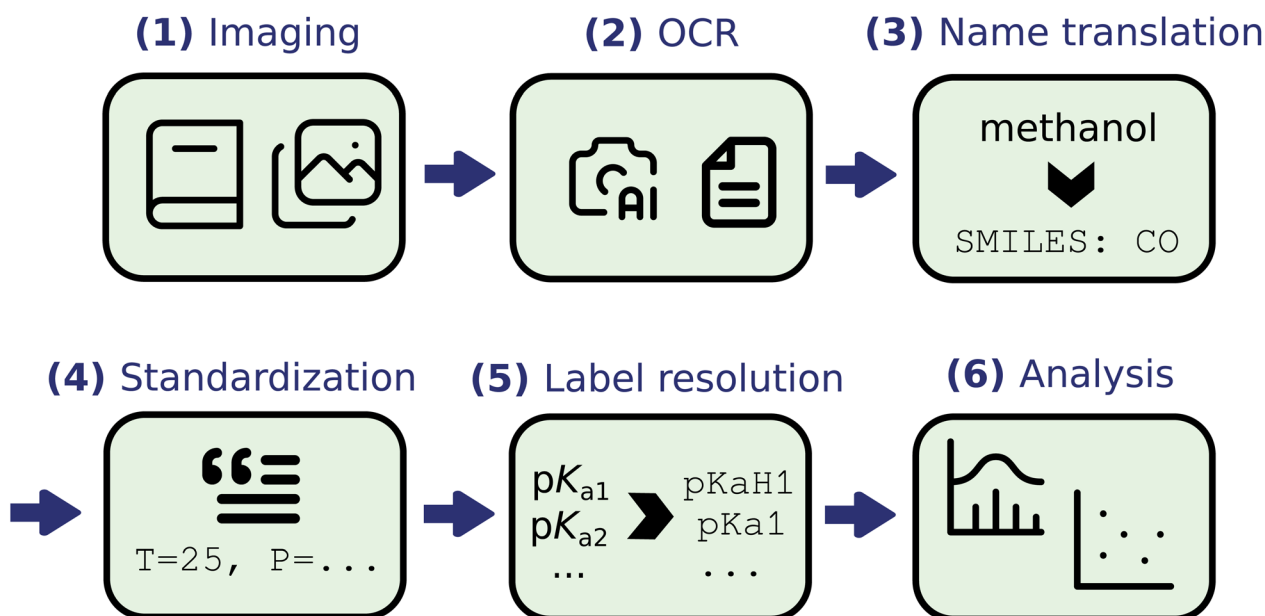 (1) Imaging
(2) OCR
(3) Name translation
AI
methanol
SMILES: CO
(4) Standardization
(5) Label resolution
(6) Analysis
“
T=25, P=...
pKa1
pKa2
...
pKaH1
pKa1
...